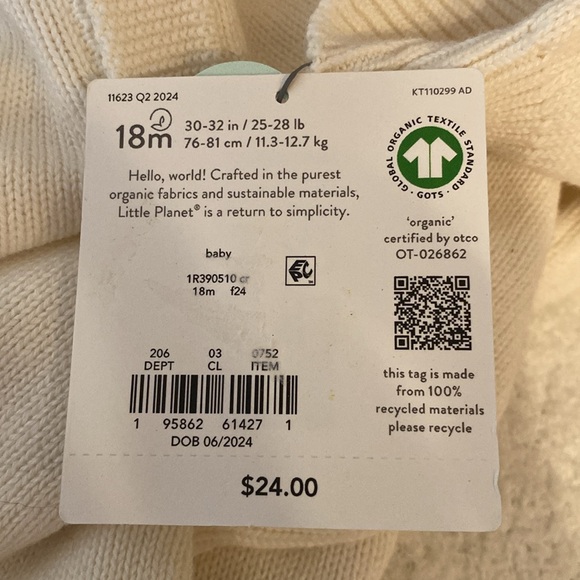 11623 Q2 2024
KT110299 AD
18m
30-32 in / 25-28 lb
76-81 cm / 11.3-12.7 kg
Hello, world! Crafted in the purest
organic fabrics and sustainable materials,
Little Planet® is a return to simplicity.
GLOBAL ORGANIC TEXTILE STANDARD
· GOTS ·
'organic'
certified by otco
OT-026862
baby
1R390510 cr
18m f24
EPC
206 03 0752
DEPT CL ITEM
1 95862 61427 1
DOB 06/2024
this tag is made
from 100%
recycled materials
please recycle
$24.00